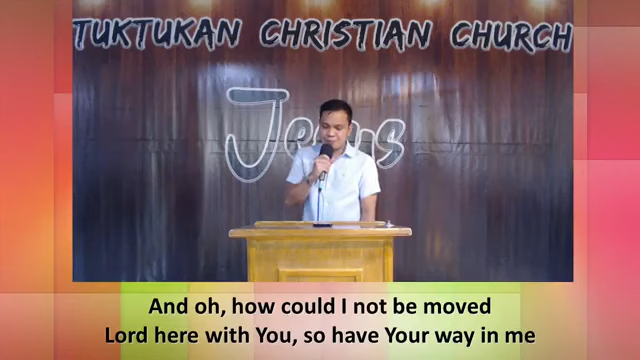 TUKTUKAN CHRISTIAN CHURCH
Jesus
And oh, how could I not be moved
Lord here with You, so have Your way in me